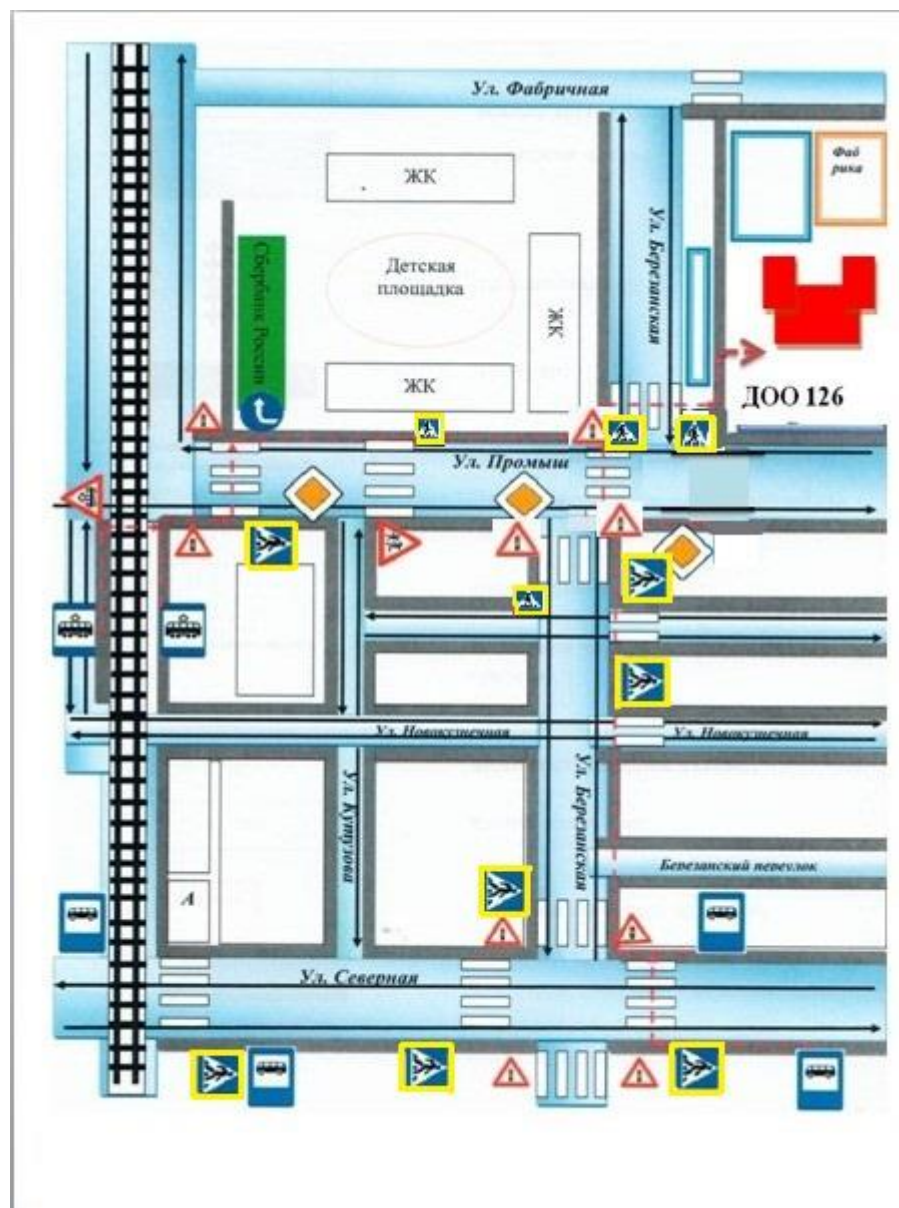 Ул. Фабричная
Фаб
рика
ЖК
Ул. Березанская
Сбербанк России
Детская
площадка
ЖК
ЖК
ДОО 126
Ул. Промыш
Ул. Новокузнечная
Ул. Новокузнечная
Ул. Кутузова
Ул. Березанская
Березанский переулок
А
Ул. Северная